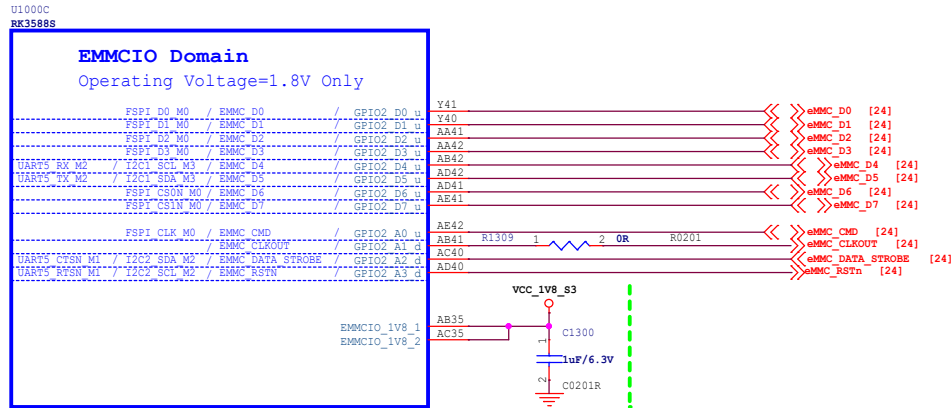 U1000C
RK3588S
EMMCIO Domain
Operating Voltage=1.8V Only
FSPI_D0_M0 / EMMC_D0 / GPIO2_D0_u Y41 eMMC_D0 [24]
FSPI_D1_M0 / EMMC_D1 / GPIO2_D1_u Y40 eMMC_D1 [24]
FSPI_D2_M0 / EMMC_D2 / GPIO2_D2_u AA41 eMMC_D2 [24]
FSPI_D3_M0 / EMMC_D3 / GPIO2_D3_u AA42 eMMC_D3 [24]
UART5_RX_M2 / I2C1_SCL_M3 / EMMC_D4 / GPIO2_D4_u AB42 eMMC_D4 [24]
UART5_TX_M2 / I2C1_SDA_M3 / EMMC_D5 / GPIO2_D5_u AD42 eMMC_D5 [24]
FSPI_CS0N_M0 / EMMC_D6 / GPIO2_D6_u AD41 eMMC_D6 [24]
FSPI_CS1N_M0 / EMMC_D7 / GPIO2_D7_u AE41 eMMC_D7 [24]
FSPI_CLK_M0 / EMMC_CMD / GPIO2_A0_u AE42 eMMC_CMD [24]
/ EMMC_CLKOUT / GPIO2_A1_d AB41 R1309 1 2 0R R0201 eMMC_CLKOUT [24]
UART5_CTSN_M1 / I2C2_SDA_M2 / EMMC_DATA_STROBE / GPIO2_A2_d AC40 eMMC_DATA_STROBE [24]
UART5_RTSN_M1 / I2C2_SCL_M2 / EMMC_RSTN / GPIO2_A3_d AD40 eMMC_RSTn [24]
VCC_1V8_S3
EMMCIO_1V8_1 AB35
EMMCIO_1V8_2 AC35
C1300
1
1uF/6.3V
2
C0201R